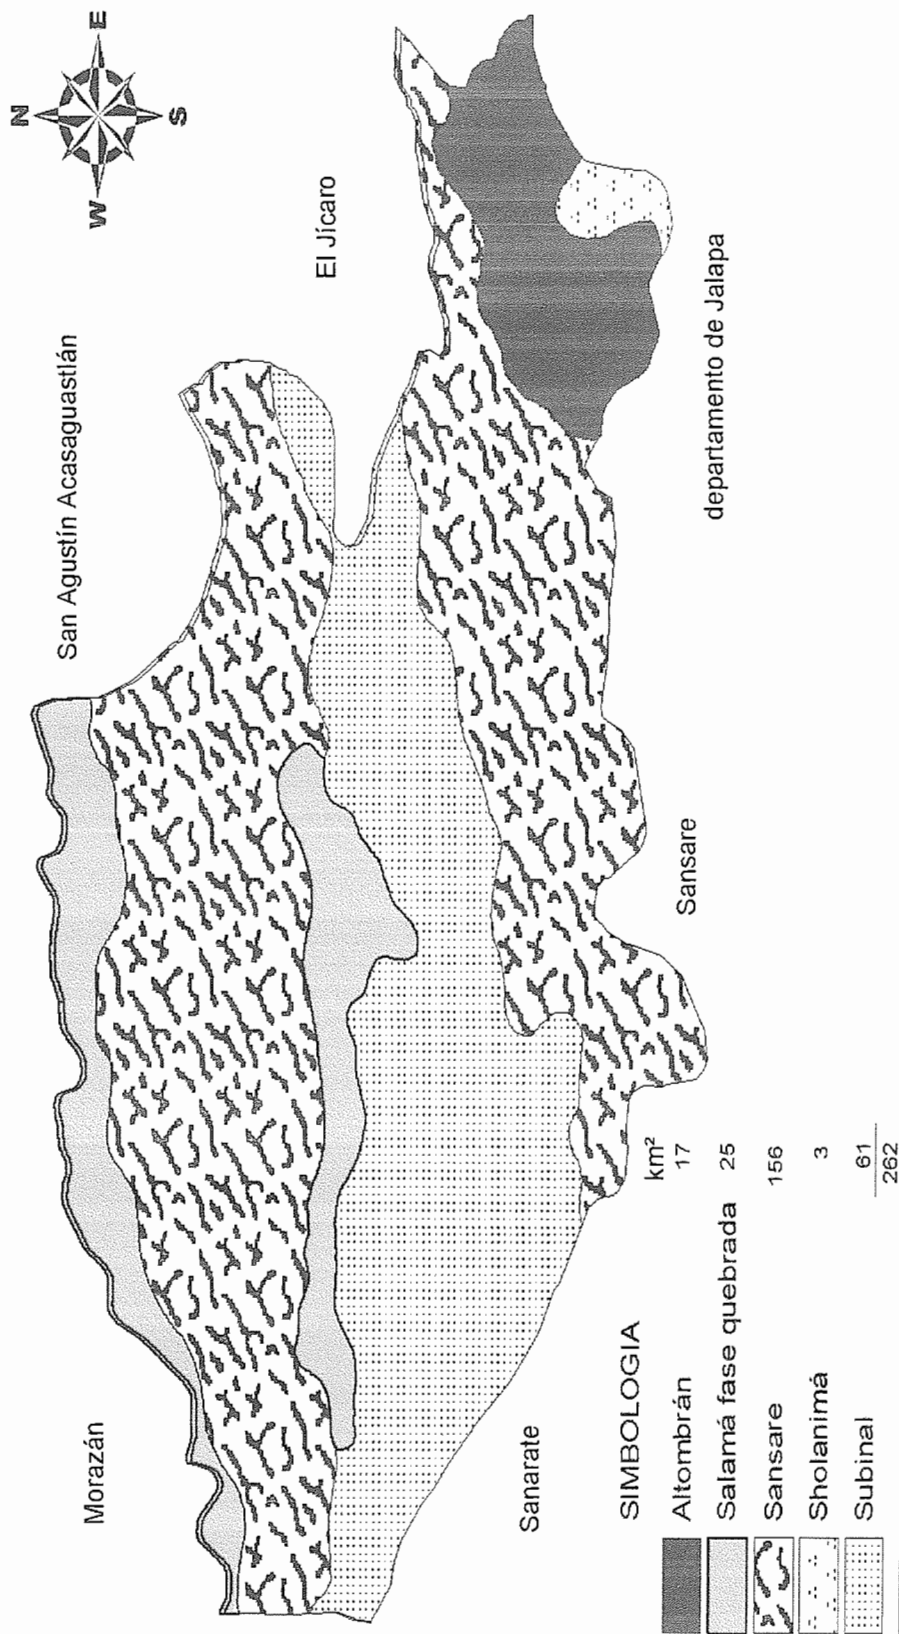 N
W
E
S
San Agustín Acasaguastlán
Morazán
El Jícaro
Sanarate
Sansare
departamento de Jalapa
SIMBOLOGIA
km²
Altombrán 17
Salamá fase quebrada 25
Sansare 156
Sholanimá 3
Subinal 61
262